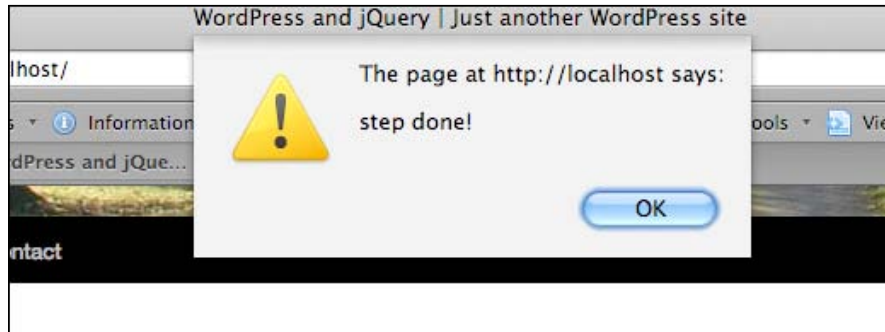 WordPress and jQuery | Just another WordPress site
lhost/
The page at http://localhost says:
step done!
s Information
ools Vie
dPress and jQue...
OK
ntact